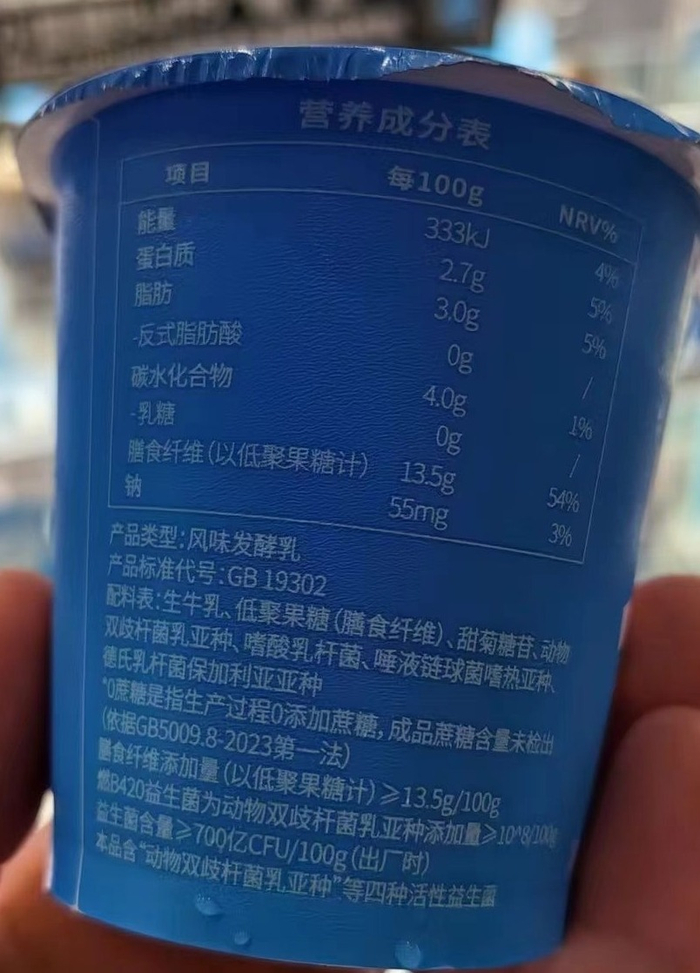 营养成分表
项目 每100g NRV%
能量 333kJ 4%
蛋白质 2.7g 5%
脂肪 3.0g 5%
-反式脂肪酸 0g /
碳水化合物 4.0g 1%
-乳糖 0g /
膳食纤维(以低聚果糖计) 13.5g 54%
钠 55mg 3%
产品类型:风味发酵乳
产品标准代号:GB 19302
配料表:生牛乳、低聚果糖(膳食纤维)、甜菊糖苷、动物
双歧杆菌乳亚种、嗜酸乳杆菌、唾液链球菌嗜热亚种、
德氏乳杆菌保加利亚亚种
*0蔗糖是指生产过程0添加蔗糖,成品蔗糖含量未检出
(依据GB5009.8-2023第一法)
膳食纤维添加量(以低聚果糖计)≥13.5g/100g
燃B420益生菌为动物双歧杆菌乳亚种添加量≥10^8/100g
益生菌含量≥700亿CFU/100g(出厂时)
本品含“动物双歧杆菌乳亚种”等四种活性益生菌